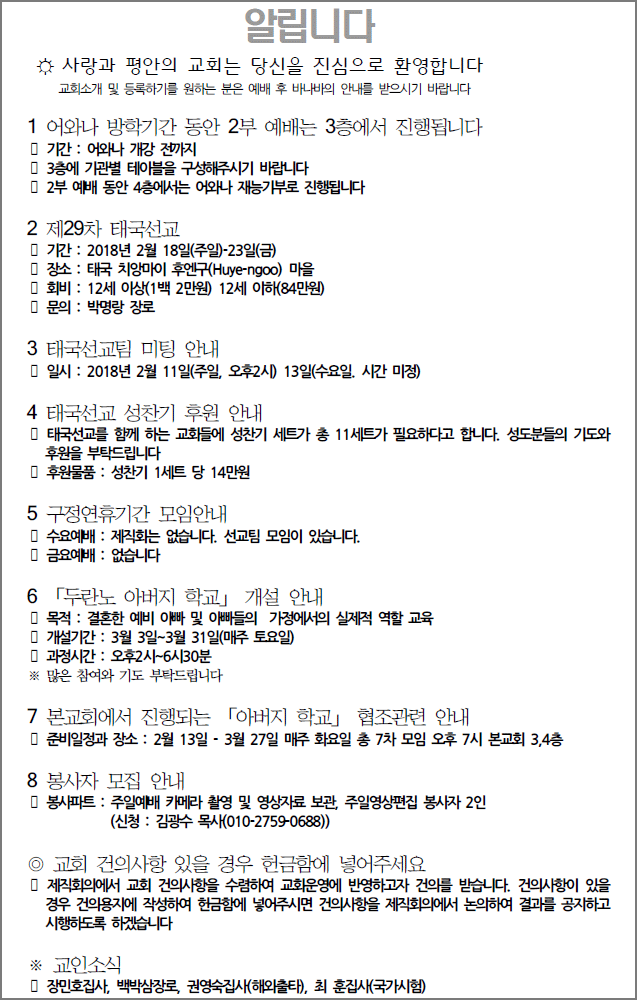 알립니다
☼ 사랑과 평안의 교회는 당신을 진심으로 환영합니다
교회소개 및 등록하기를 원하는 분은 예배 후 바나바의 안내를 받으시기 바랍니다
1 어와나 방학기간 동안 2부 예배는 3층에서 진행됩니다
▯ 기간 : 어와나 개강 전까지
▯ 3층에 기관별 테이블을 구성해주시기 바랍니다
▯ 2부 예배 동안 4층에서는 어와나 재능기부로 진행됩니다
2 제29차 태국선교
▯ 기간 : 2018년 2월 18일(주일)-23일(금)
▯ 장소 : 태국 치앙마이 후엔구(Huye-ngoo) 마을
▯ 회비 : 12세 이상(1백 2만원) 12세 이하(84만원)
▯ 문의 : 박명랑 장로
3 태국선교팀 미팅 안내
▯ 일시 : 2018년 2월 11일(주일, 오후2시) 13일(수요일. 시간 미정)
4 태국선교 성찬기 후원 안내
▯ 태국선교를 함께 하는 교회들에 성찬기 세트가 총 11세트가 필요하다고 합니다. 성도분들의 기도와
후원을 부탁드립니다
▯ 후원물품 : 성찬기 1세트 당 14만원
5 구정연휴기간 모임안내
▯ 수요예배 : 제직회는 없습니다. 선교팀 모임이 있습니다.
▯ 금요예배 : 없습니다
6 「두란노 아버지 학교」 개설 안내
▯ 목적 : 결혼한 예비 아빠 및 아빠들의 가정에서의 실제적 역할 교육
▯ 개설기간 : 3월 3일~3월 31일(매주 토요일)
▯ 과정시간 : 오후2시~6시30분
※ 많은 참여와 기도 부탁드립니다
7 본교회에서 진행되는 「아버지 학교」 협조관련 안내
▯ 준비일정과 장소 : 2월 13일 - 3월 27일 매주 화요일 총 7차 모임 오후 7시 본교회 3,4층
8 봉사자 모집 안내
▯ 봉사파트 : 주일예배 카메라 촬영 및 영상자료 보관, 주일영상편집 봉사자 2인
(신청 : 김광수 목사(010-2759-0688))
◎ 교회 건의사항 있을 경우 헌금함에 넣어주세요
▯ 제직회의에서 교회 건의사항을 수렴하여 교회운영에 반영하고자 건의를 받습니다. 건의사항이 있을
경우 건의용지에 작성하여 헌금함에 넣어주시면 건의사항을 제직회의에서 논의하여 결과를 공지하고
시행하도록 하겠습니다
※ 교인소식
▯ 장민호집사, 백박삼장로, 권영숙집사(해외출타), 최 훈집사(국가시험)